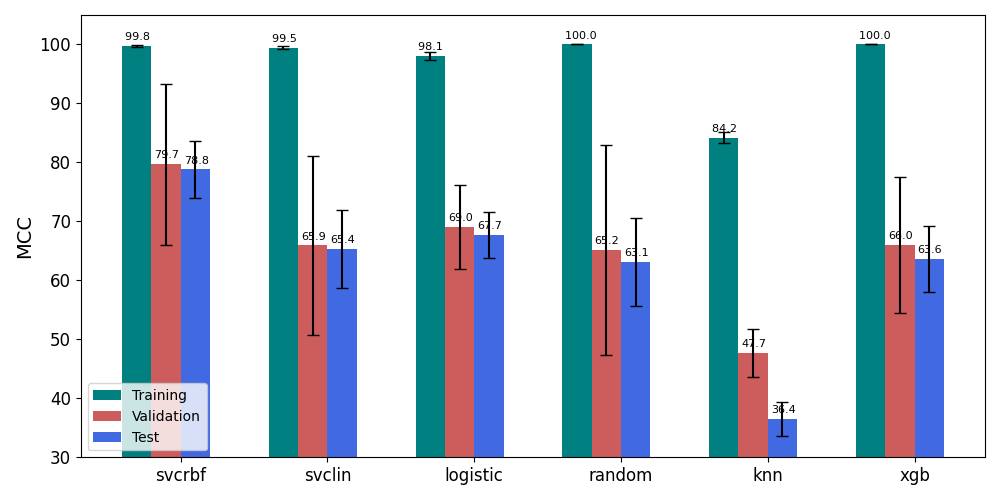 99.8
79.7
78.8
99.5
65.9
65.4
98.1
69.0
67.7
100.0
65.2
63.1
84.2
47.7
36.4
100.0
66.0
63.6
100
90
80
70
60
50
40
30
MCC
Training
Validation
Test
svcrbf
svclin
logistic
random
knn
xgb